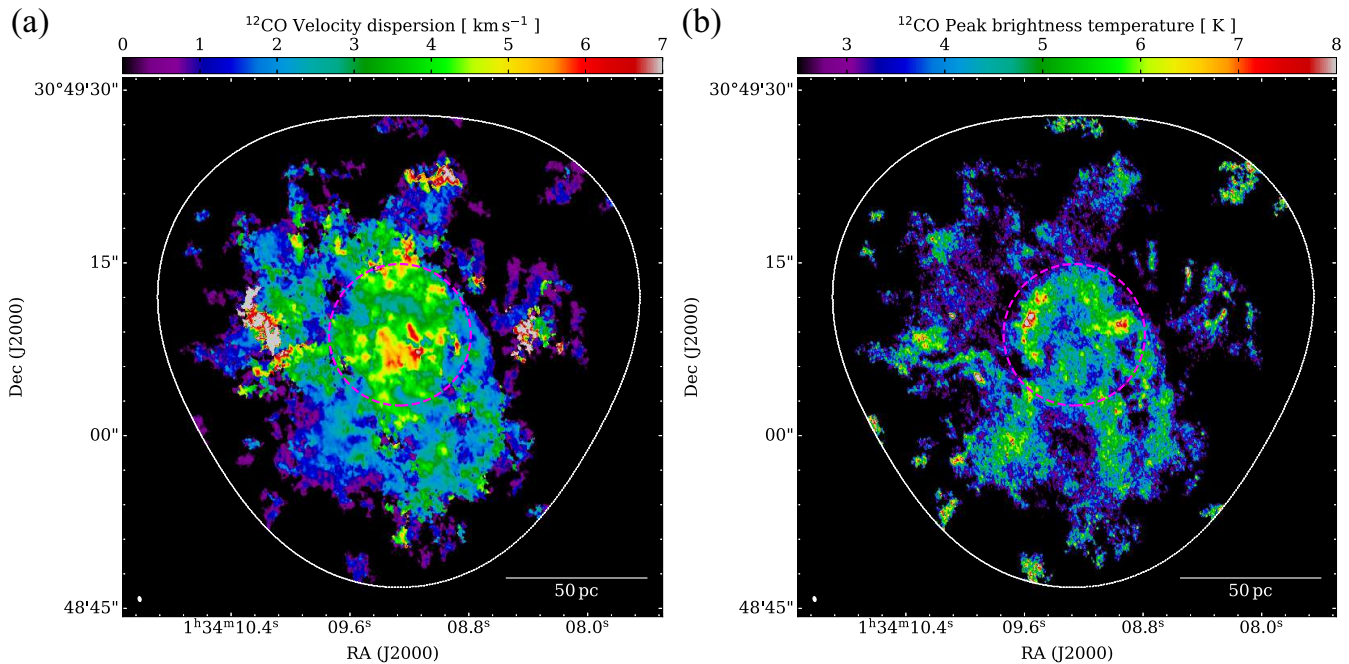 (a)
¹²CO Velocity dispersion [ km s⁻¹ ]
0 1 2 3 4 5 6 7
30°49'30"
15"
00"
48'45"
Dec (J2000)
50 pc
1ʰ34ᵐ10.4ˢ 09.6ˢ 08.8ˢ 08.0ˢ
RA (J2000)
(b)
¹²CO Peak brightness temperature [ K ]
3 4 5 6 7 8
30°49'30"
15"
00"
48'45"
Dec (J2000)
50 pc
1ʰ34ᵐ10.4ˢ 09.6ˢ 08.8ˢ 08.0ˢ
RA (J2000)